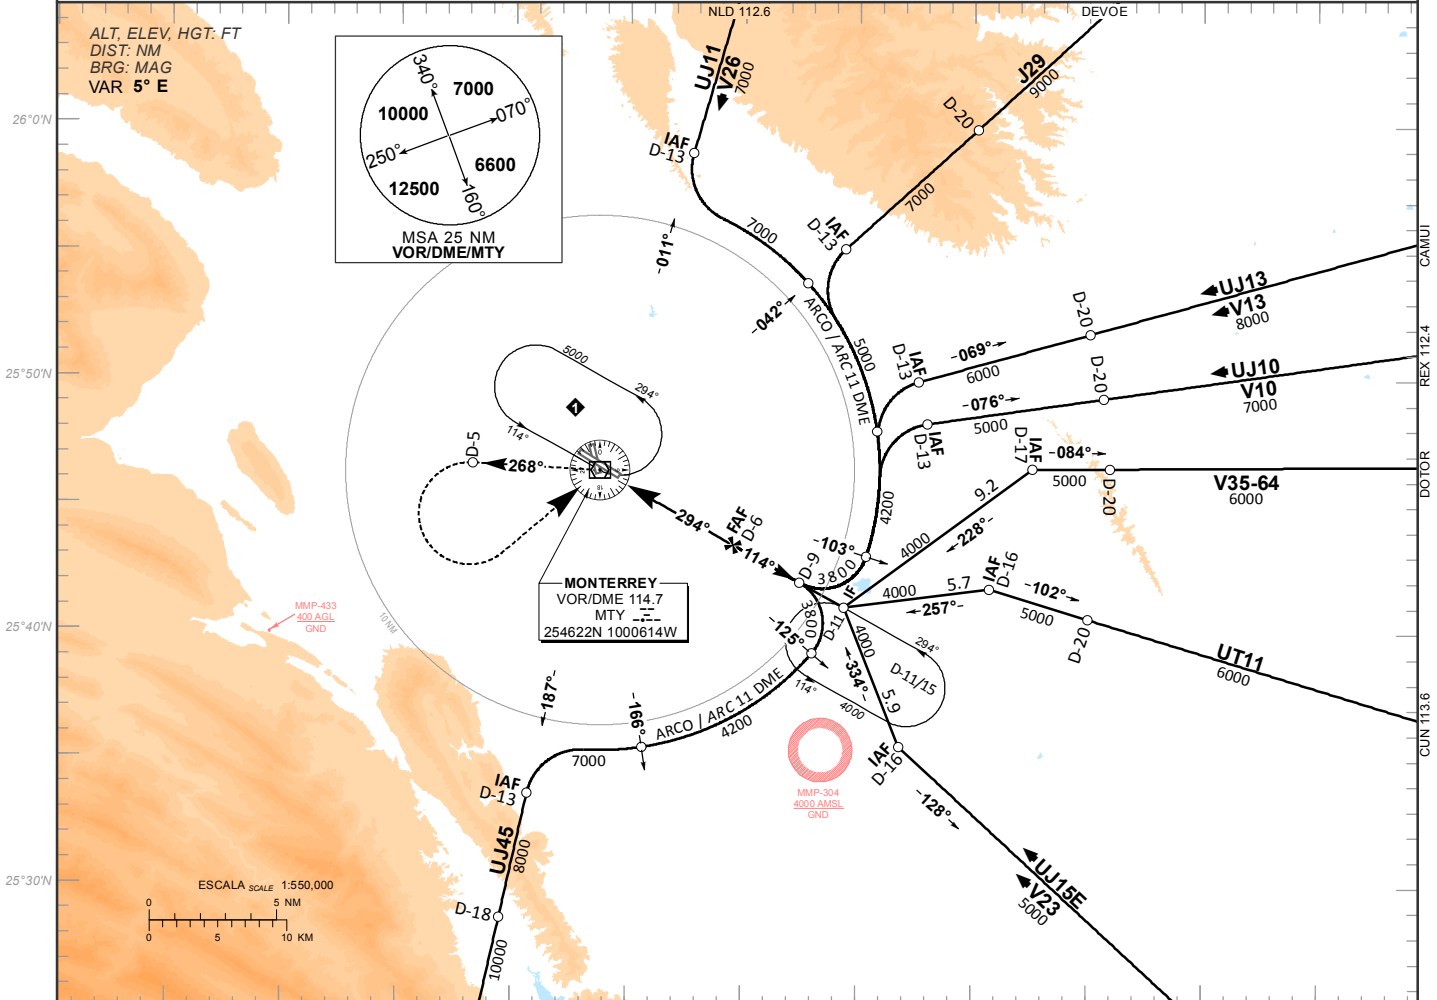 NLD 112.6
DEVOE
ALT, ELEV, HGT: FT
DIST: NM
BRG: MAG
VAR 5° E
340°
7000
10000
070°
250°
6600
12500
160°
MSA 25 NM
VOR/DME/MTY
UJ11
V26
7000
IAF
D-13
J29
9000
D-20
7000
IAF
D-13
26°0'N
7000
-011°
-042°
ARCO / ARC 11 DME
5000
CAMUI
UJ13
V13
8000
D-20
-069°
6000
IAF
D-13
REX 112.4
UJ10
V10
7000
D-20
-076°
5000
IAF
D-13
25°50'N
5000
294°
114°
1
D-5
268°
0
18
DOTOR
V35-64
6000
-084°
5000
D-20
IAF
D-17
9.2
-228°
4000
4200
294°
FAF
D-6
114°
-103°
D-9
3800
IF
D-11
3800
-125°
4000
5.7
-257°
IAF
D-16
-102°
5000
D-20
UT11
6000
CUN 113.6
MONTERREY
VOR/DME 114.7
MTY
254622N 1000614W
MMP-433
400 AGL
GND
25°40'N
10 NM
4000
-334°
5.9
294°
D-11/15
114°
4000
IAF
D-16
-128°
UJ15E
V23
5000
-187°
-166°
ARCO / ARC 11 DME
4200
7000
IAF
D-13
UJ45
8000
D-18
10000
MMP-304
4000 AMSL
GND
25°30'N
ESCALA SCALE 1:550,000
0 5 NM
0 5 10 KM